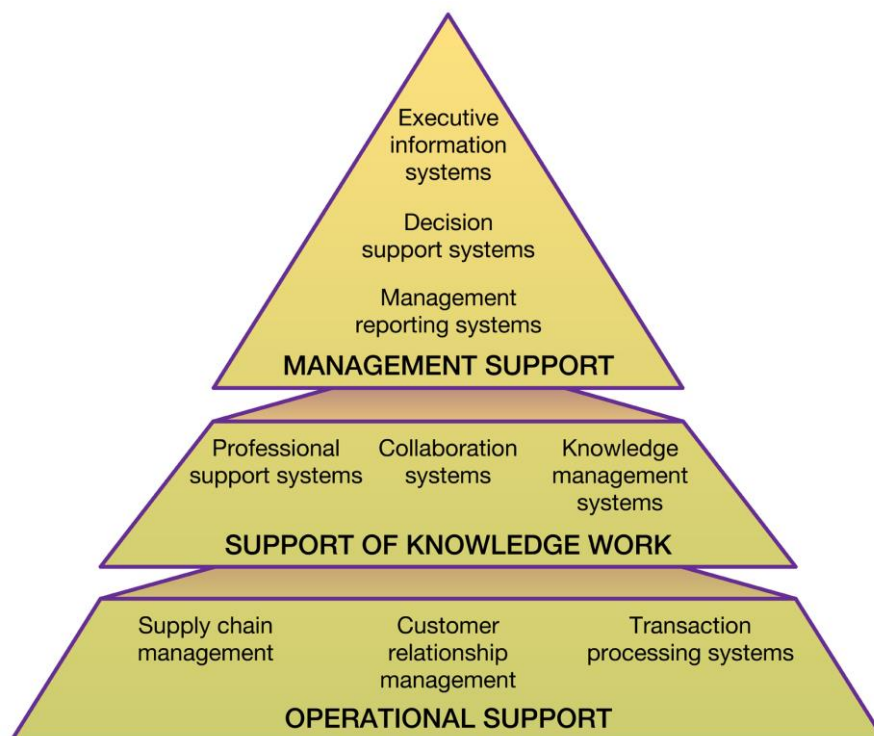 Executive
information
systems
Decision
support systems
Management
reporting systems
MANAGEMENT SUPPORT
Professional
support systems
Collaboration
systems
Knowledge
management
systems
SUPPORT OF KNOWLEDGE WORK
Supply chain
management
Customer
relationship
management
Transaction
processing systems
OPERATIONAL SUPPORT